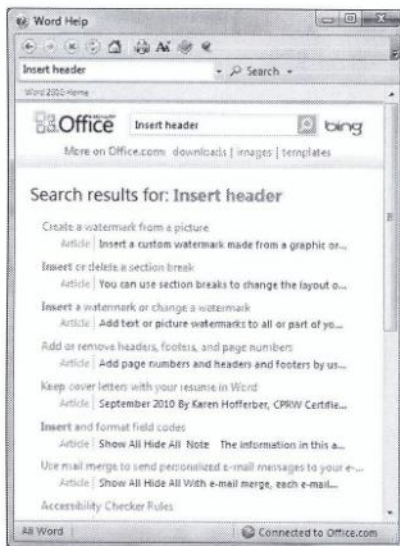 Word Help
Insert header
Search
Word 2010 Home
Office
Insert header
bing
More on Office.com: downloads | images | templates
Search results for: Insert header
Create a watermark from a picture
Article | Insert a custom watermark made from a graphic or...
Insert or delete a section break
Article | You can use section breaks to change the layout o...
Insert a watermark or change a watermark
Article | Add text or picture watermarks to all or part of yo...
Add or remove headers, footers, and page numbers
Article | Add page numbers and headers and footers by us...
Keep cover letters with your resume in Word
Article | September 2010 By Karen Hofferber, CPRW Certifie...
Insert and format field codes
Article | Show All Hide All Note The information in this a...
Use mail merge to send personalized e-mail messages to your e-...
Article | Show All Hide All With e-mail merge, each e-mail...
Accessibility Checker Rules
All Word
Connected to Office.com